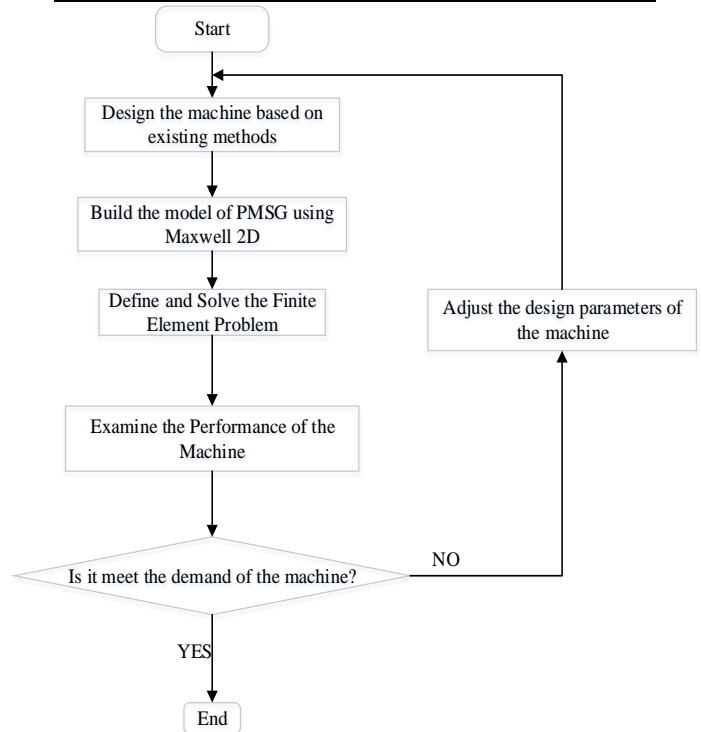 Start
Design the machine based on
existing methods
Build the model of PMSG using
Maxwell 2D
Define and Solve the Finite
Element Problem
Adjust the design parameters of
the machine
Examine the Performance of the
Machine
Is it meet the demand of the machine?
NO
YES
End